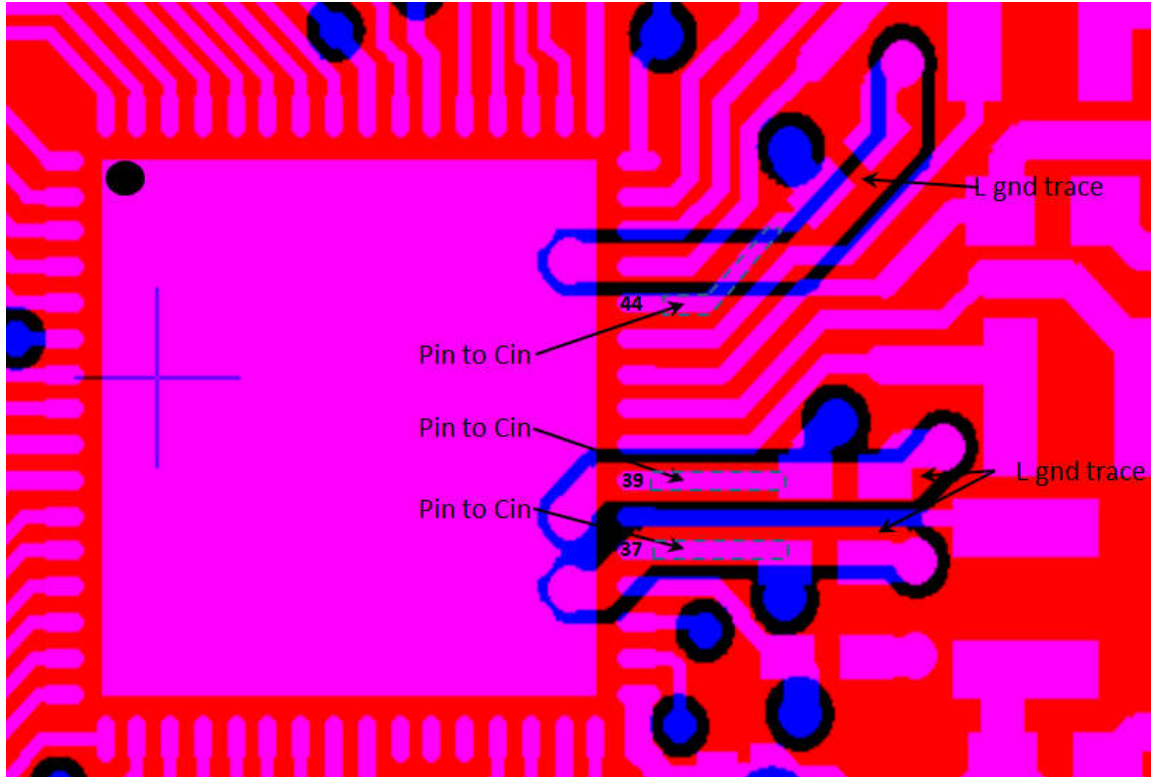 L gnd trace
44
Pin to Cin
Pin to Cin
L gnd trace
39
Pin to Cin
37